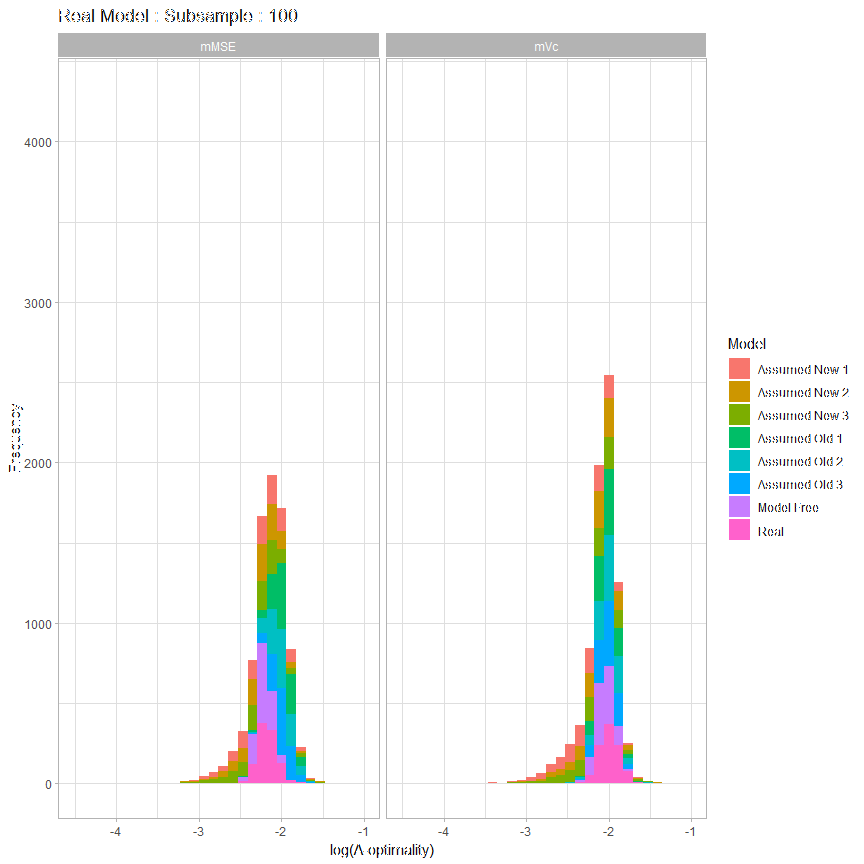 Real Model :: Subsample :: 100
mMSE
mVc
4000
3000
2000
1000
0
Frequency
-4
-3
-2
-1
-4
-3
-2
-1
log(A-optimality)
Model
Assumed New 1
Assumed New 2
Assumed New 3
Assumed Old 1
Assumed Old 2
Assumed Old 3
Model Free
Real